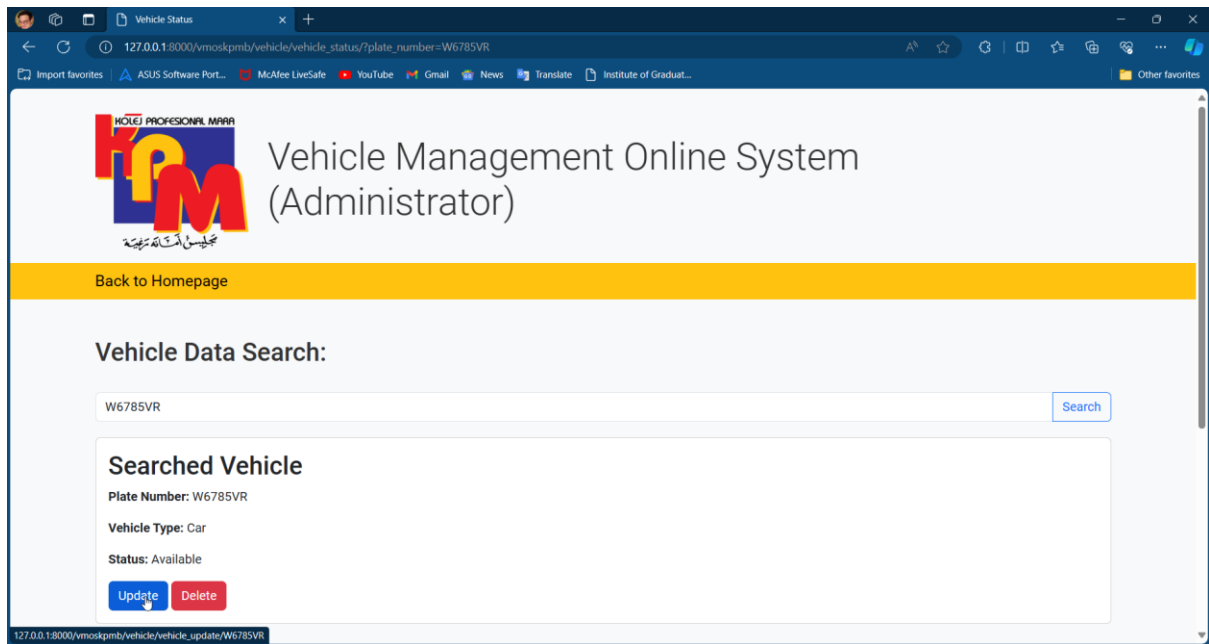 Vehicle Status
127.0.0.1:8000/vmoskpmb/vehicle/vehicle_status/?plate_number=W6785VR
Import favorites
ASUS Software Port...
McAfee LiveSafe
YouTube
Gmail
News
Translate
Institute of Graduat...
Other favorites
KOLEJ PROFESIONAL MARA
KPM
Vehicle Management Online System
(Administrator)
Back to Homepage
Vehicle Data Search:
W6785VR
Search
Searched Vehicle
Plate Number: W6785VR
Vehicle Type: Car
Status: Available
Update
Delete
127.0.0.1:8000/vmoskpmb/vehicle/vehicle_update/W6785VR